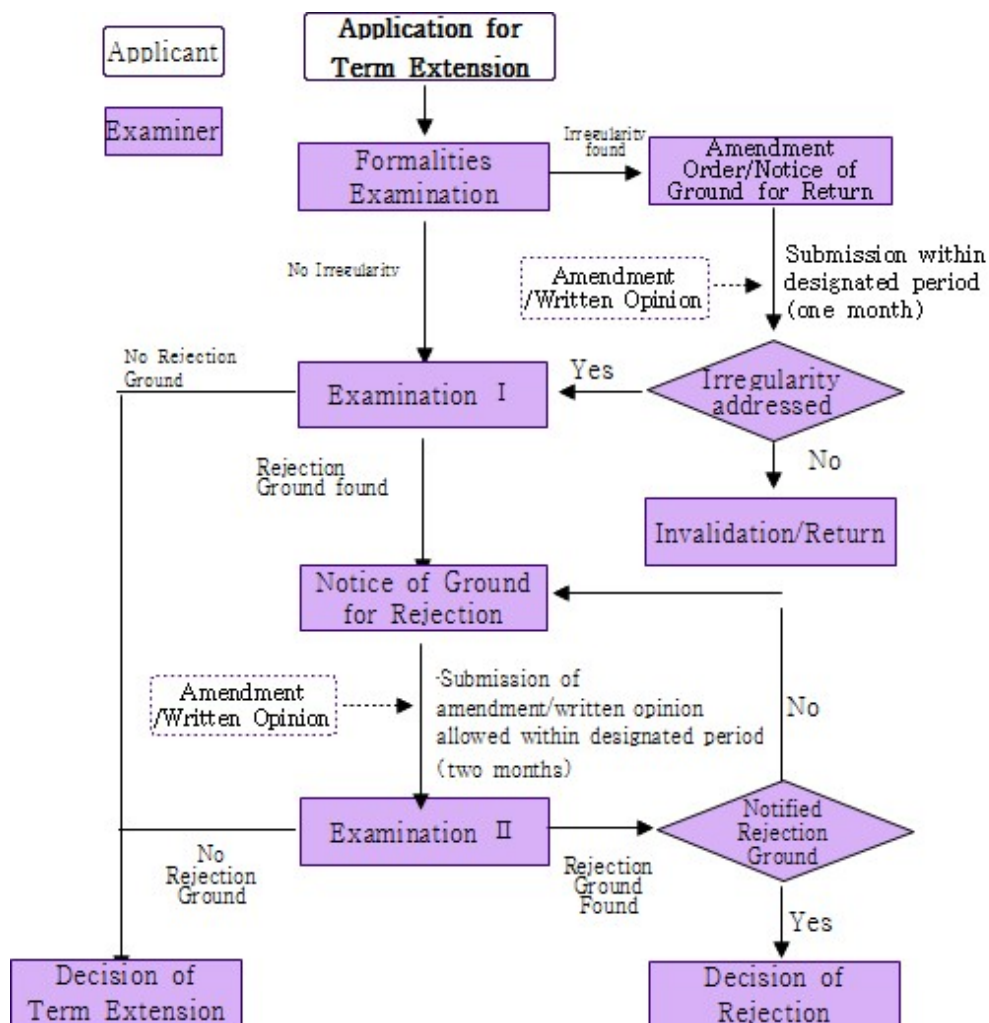 Application for
Term Extension
Applicant
Examiner
Formalities
Examination
Irregularity
found
Amendment
Order/Notice of
Ground for Return
No Irregularity
Amendment
/Written Opinion
Submission within
designated period
(one month)
No Rejection
Ground
Examination Ⅰ
Yes
Irregularity
addressed
Rejection
Ground found
No
Invalidation/Return
Notice of Ground
for Rejection
Amendment
/Written Opinion
-Submission of
amendment/written opinion
allowed within designated period
(two months)
No
Examination Ⅱ
Notified
Rejection
Ground
No
Rejection
Ground
Rejection
Ground
Found
Yes
Decision of
Term Extension
Decision of
Rejection